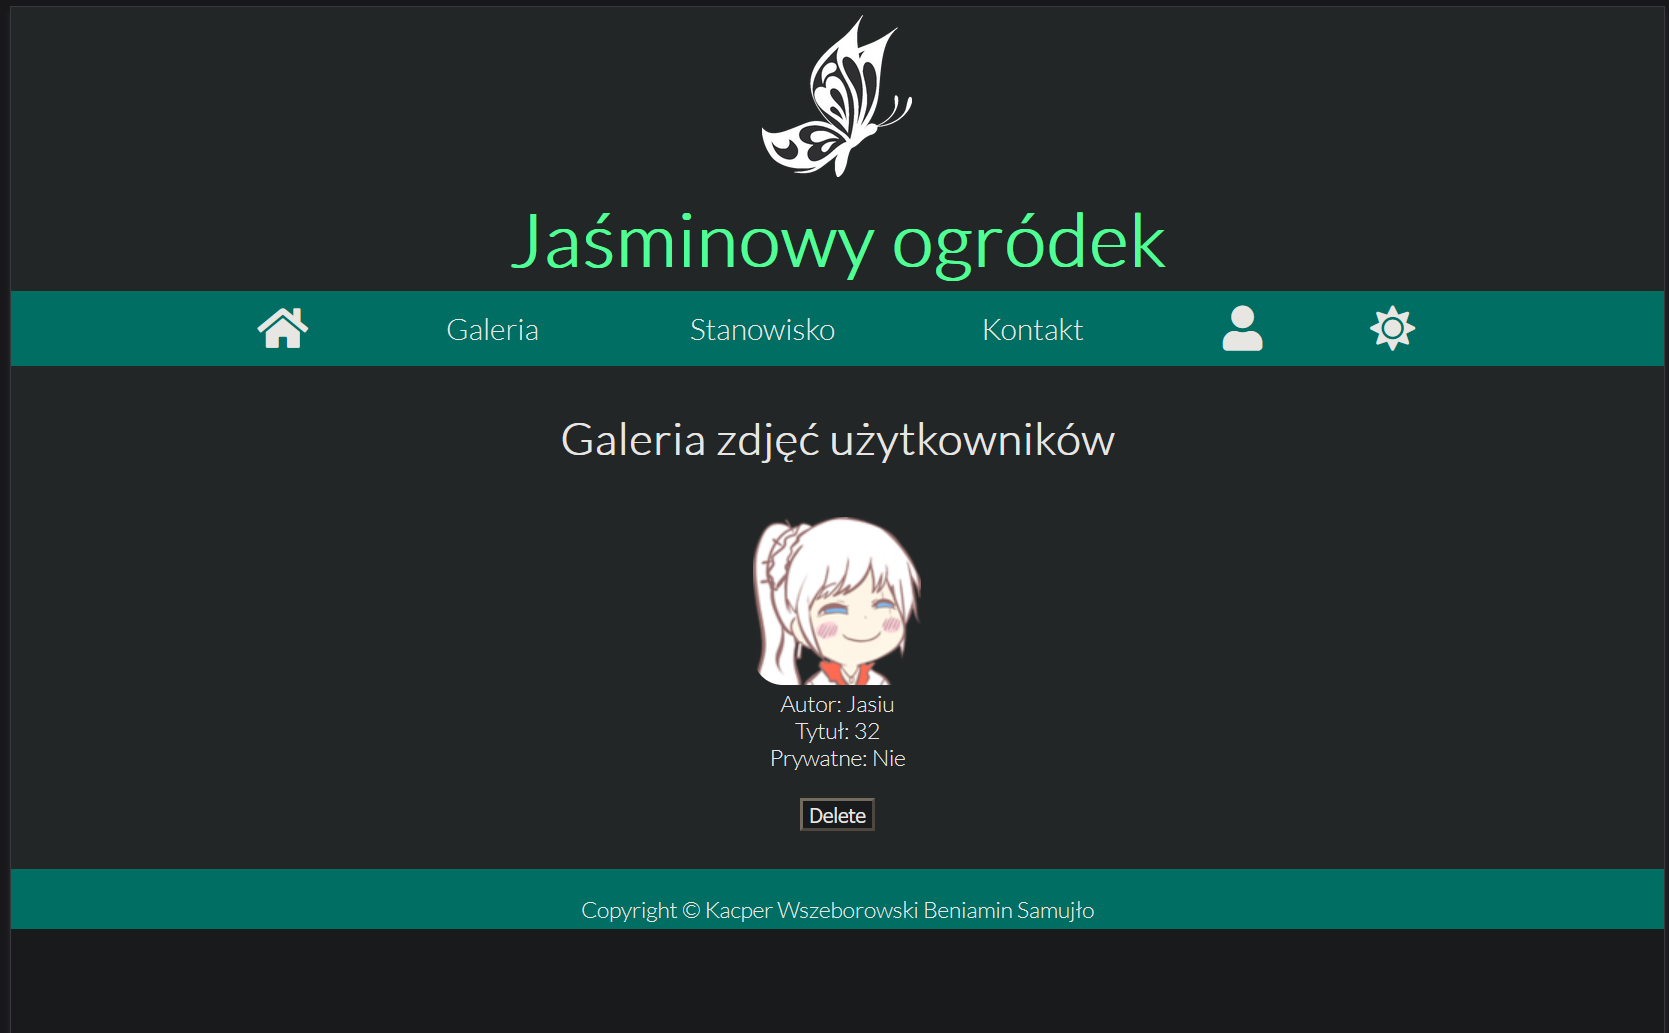 Jaśminowy ogródek
Galeria Stanowisko Kontakt
Galeria zdjęć użytkowników
Autor: Jasiu
Tytuł: 32
Prywatne: Nie
Delete
Copyright © Kacper Wszeborowski Beniamin Samujło